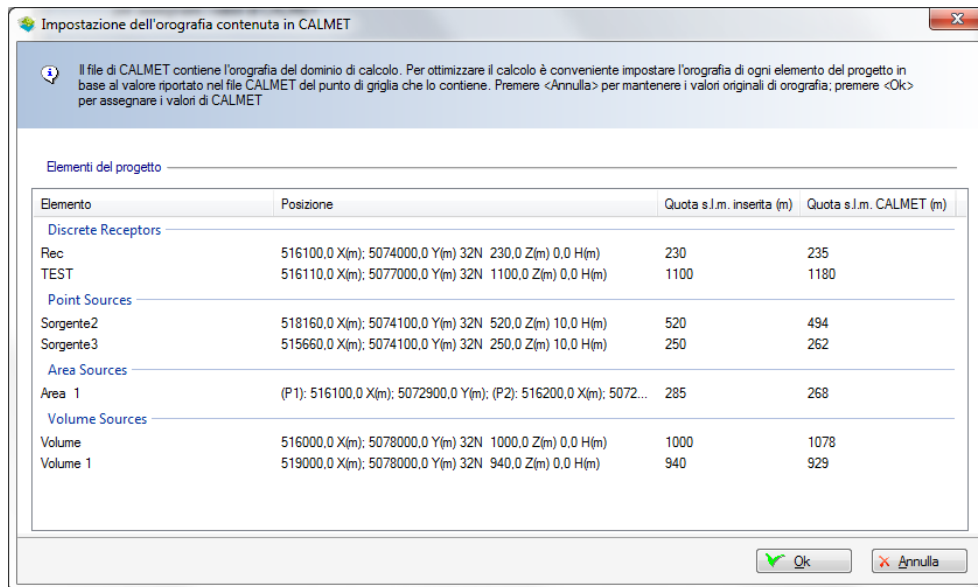 Impostazione dell'orografia contenuta in CALMET
Il file di CALMET contiene l'orografia del dominio di calcolo. Per ottimizzare il calcolo è conveniente impostare l'orografia di ogni elemento del progetto in
base al valore riportato nel file CALMET del punto di griglia che lo contiene. Premere <Annulla> per mantenere i valori originali di orografia; premere <Ok>
per assegnare i valori di CALMET
Elementi del progetto
Elemento Posizione Quota s.l.m. inserita (m) Quota s.l.m. CALMET (m)
Discrete Receptors
Rec 516100,0 X(m); 5074000,0 Y(m) 32N 230,0 Z(m) 0,0 H(m) 230 235
TEST 516110,0 X(m); 5077000,0 Y(m) 32N 1100,0 Z(m) 0,0 H(m) 1100 1180
Point Sources
Sorgente2 518160,0 X(m); 5074100,0 Y(m) 32N 520,0 Z(m) 10,0 H(m) 520 494
Sorgente3 515660,0 X(m); 5074100,0 Y(m) 32N 250,0 Z(m) 10,0 H(m) 250 262
Area Sources
Area 1 (P1): 516100,0 X(m); 5072900,0 Y(m); (P2): 516200,0 X(m); 5072... 285 268
Volume Sources
Volume 516000,0 X(m); 5078000,0 Y(m) 32N 1000,0 Z(m) 0,0 H(m) 1000 1078
Volume 1 519000,0 X(m); 5078000,0 Y(m) 32N 940,0 Z(m) 0,0 H(m) 940 929
Ok Annulla